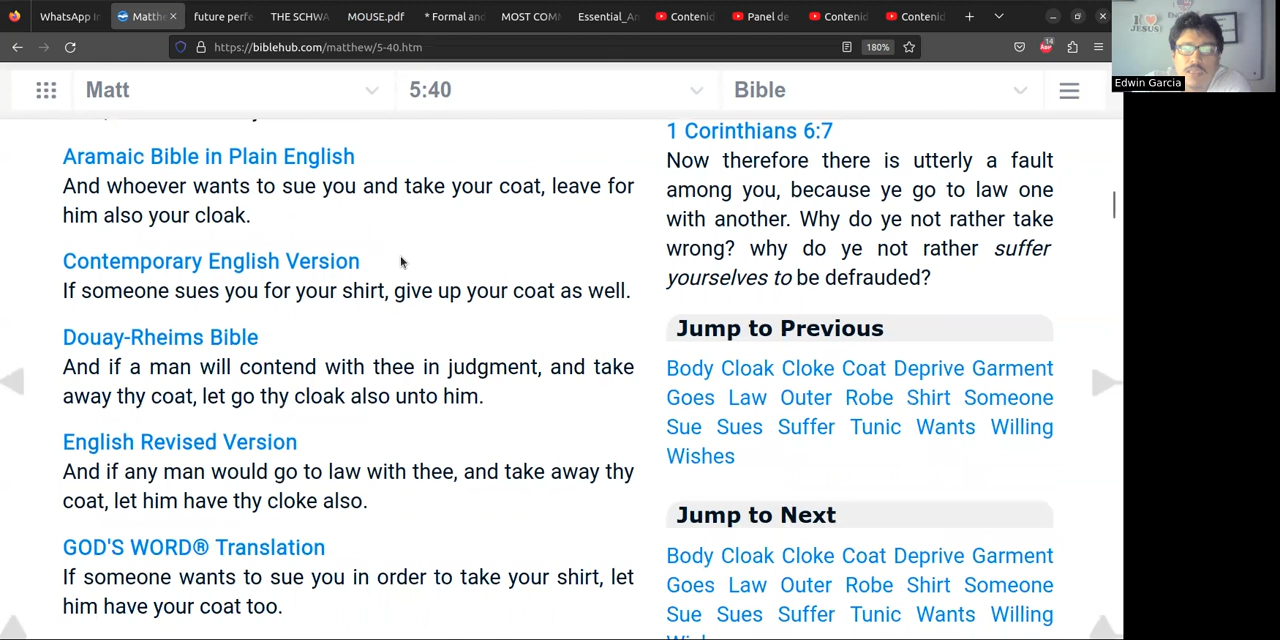 WhatsApp
Matthe
future perfe
THE SCHWA
MOUSE.pdf
* Formal and
MOST COM
Essential_An
Contenid
Panel de
Contenid
Contenid
https://biblehub.com/matthew/5-40.htm
180%
14
I
JESUS!
Edwin Garcia
Matt
5:40
Bible
Aramaic Bible in Plain English
And whoever wants to sue you and take your coat, leave for
him also your cloak.
Contemporary English Version
If someone sues you for your shirt, give up your coat as well.
Douay-Rheims Bible
And if a man will contend with thee in judgment, and take
away thy coat, let go thy cloak also unto him.
English Revised Version
And if any man would go to law with thee, and take away thy
coat, let him have thy cloke also.
GOD'S WORD® Translation
If someone wants to sue you in order to take your shirt, let
him have your coat too.
1 Corinthians 6:7
Now therefore there is utterly a fault
among you, because ye go to law one
with another. Why do ye not rather take
wrong? why do ye not rather suffer
yourselves to be defrauded?
Jump to Previous
Body Cloak Cloke Coat Deprive Garment
Goes Law Outer Robe Shirt Someone
Sue Sues Suffer Tunic Wants Willing
Wishes
Jump to Next
Body Cloak Cloke Coat Deprive Garment
Goes Law Outer Robe Shirt Someone
Sue Sues Suffer Tunic Wants Willing